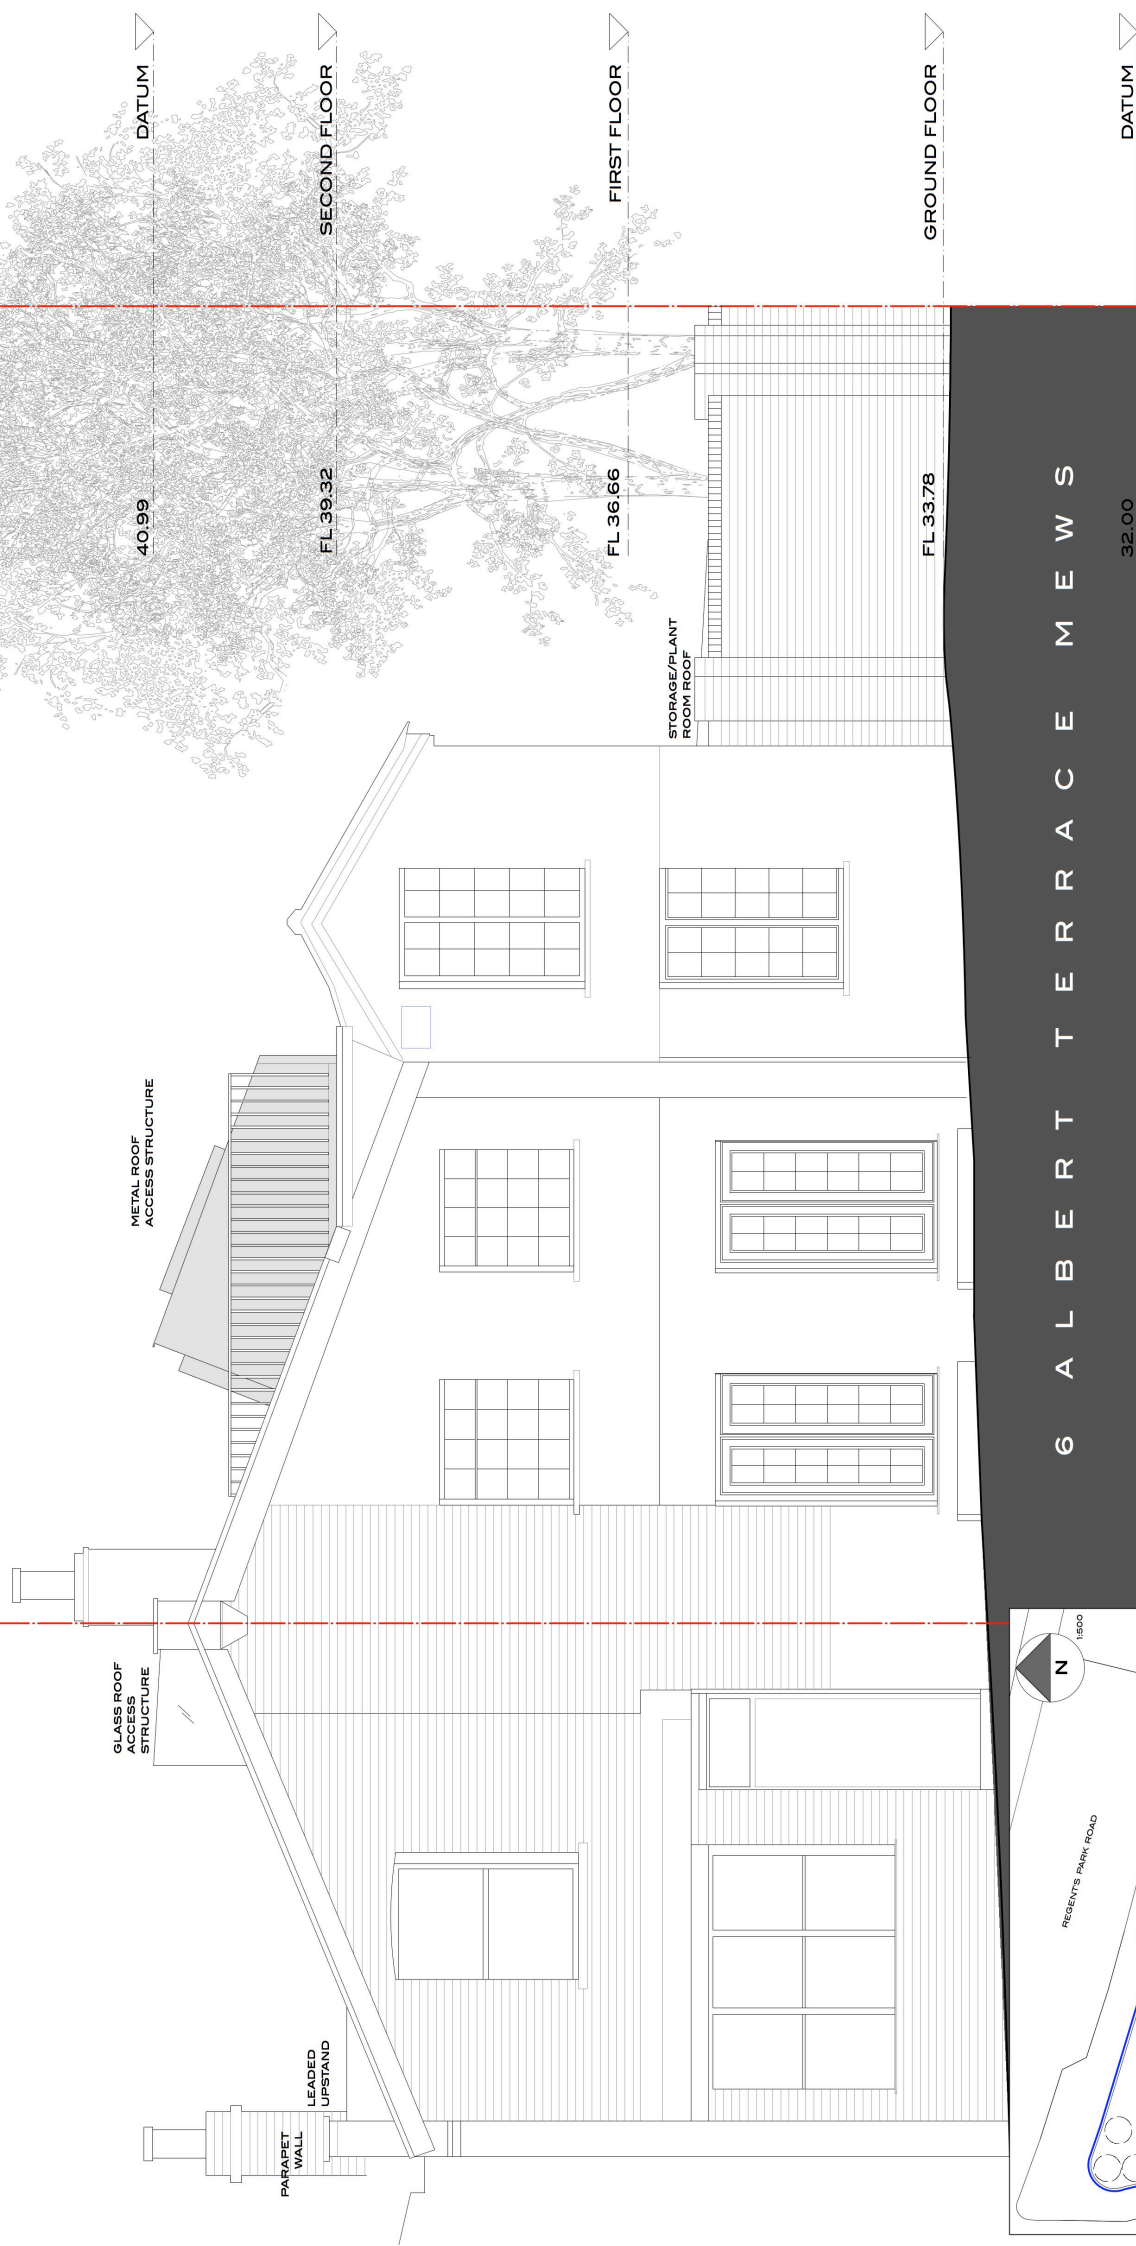 DATUM
40.99
SECOND FLOOR
FL 39.32
FIRST FLOOR
FL 36.66
GROUND FLOOR
FL 33.78
DATUM
32.00
STORAGE/PLANT
ROOM ROOF
METAL ROOF
ACCESS STRUCTURE
GLASS ROOF
ACCESS
STRUCTURE
LEADED
UPSTAND
PARAPET
WALL
6 ALBERT TERRACE MEWS
N
1:500
REGENT'S PARK ROAD